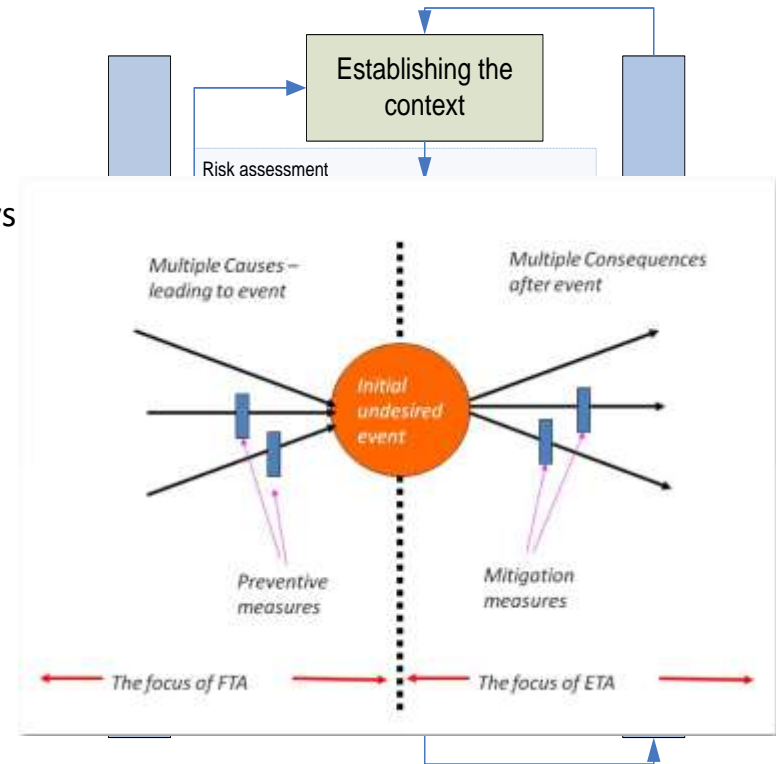 Establishing the
context
Risk assessment
s
Multiple Causes –
leading to event
Multiple Consequences
after event
Initial
undesired
event
Preventive
measures
Mitigation
measures
The focus of FTA
The focus of ETA